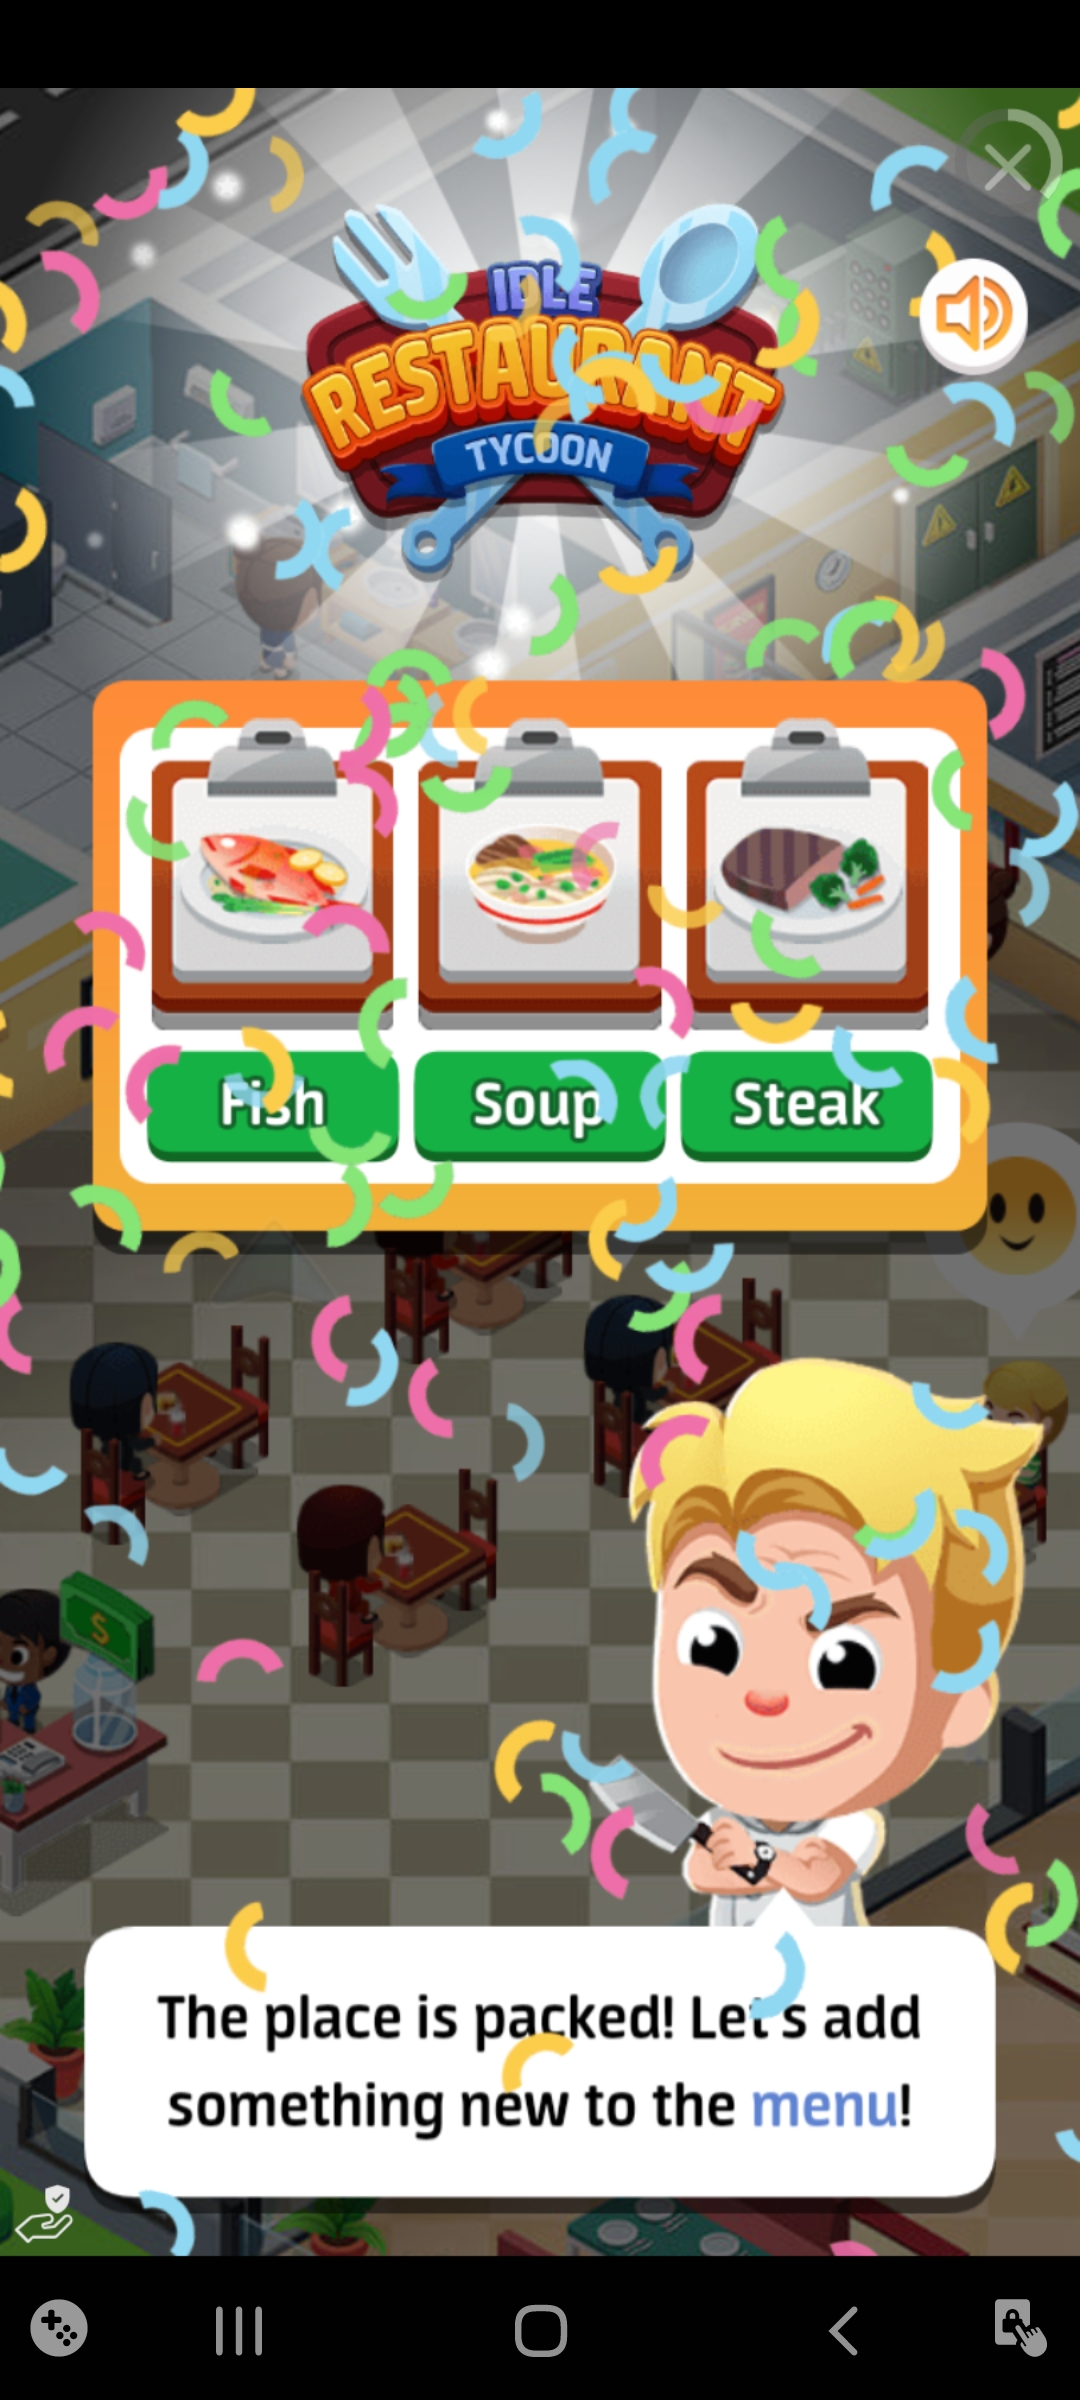 IDLE
RESTAURANT
TYCOON
Fish Soup Steak
The place is packed! Let's add
something new to the menu!